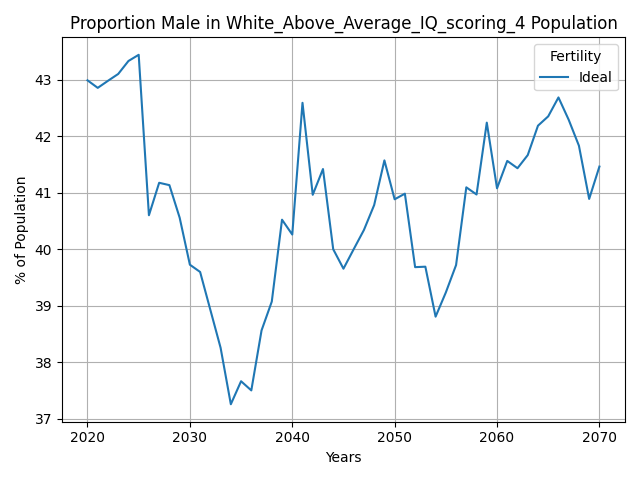 Proportion Male in White_Above_Average_IQ_scoring_4 Population
Fertility
Ideal
43
42
41
40
39
38
37
% of Population
2020 2030 2040 2050 2060 2070
Years